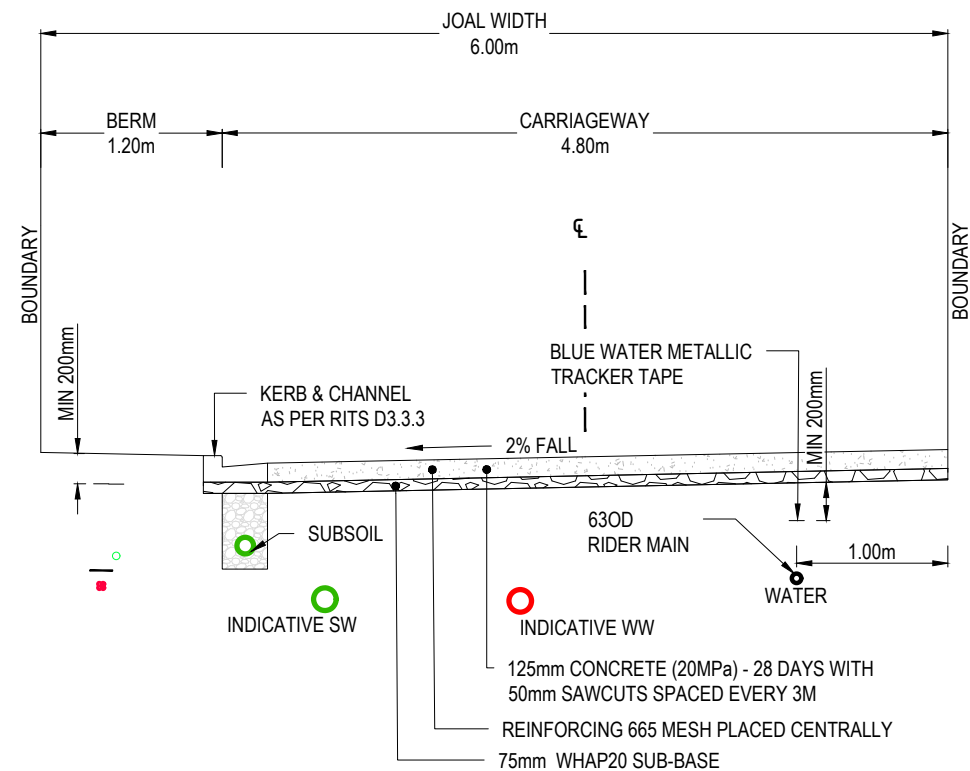 JOAL WIDTH
6.00m
BERM
1.20m
CARRIAGEWAY
4.80m
℄
BOUNDARY
BOUNDARY
MIN 200mm
BLUE WATER METALLIC
TRACKER TAPE
KERB & CHANNEL
AS PER RITS D3.3.3
2% FALL
MIN 200mm
SUBSOIL
63OD
RIDER MAIN
1.00m
WATER
INDICATIVE SW
INDICATIVE WW
125mm CONCRETE (20MPa) - 28 DAYS WITH
50mm SAWCUTS SPACED EVERY 3M
REINFORCING 665 MESH PLACED CENTRALLY
75mm WHAP20 SUB-BASE